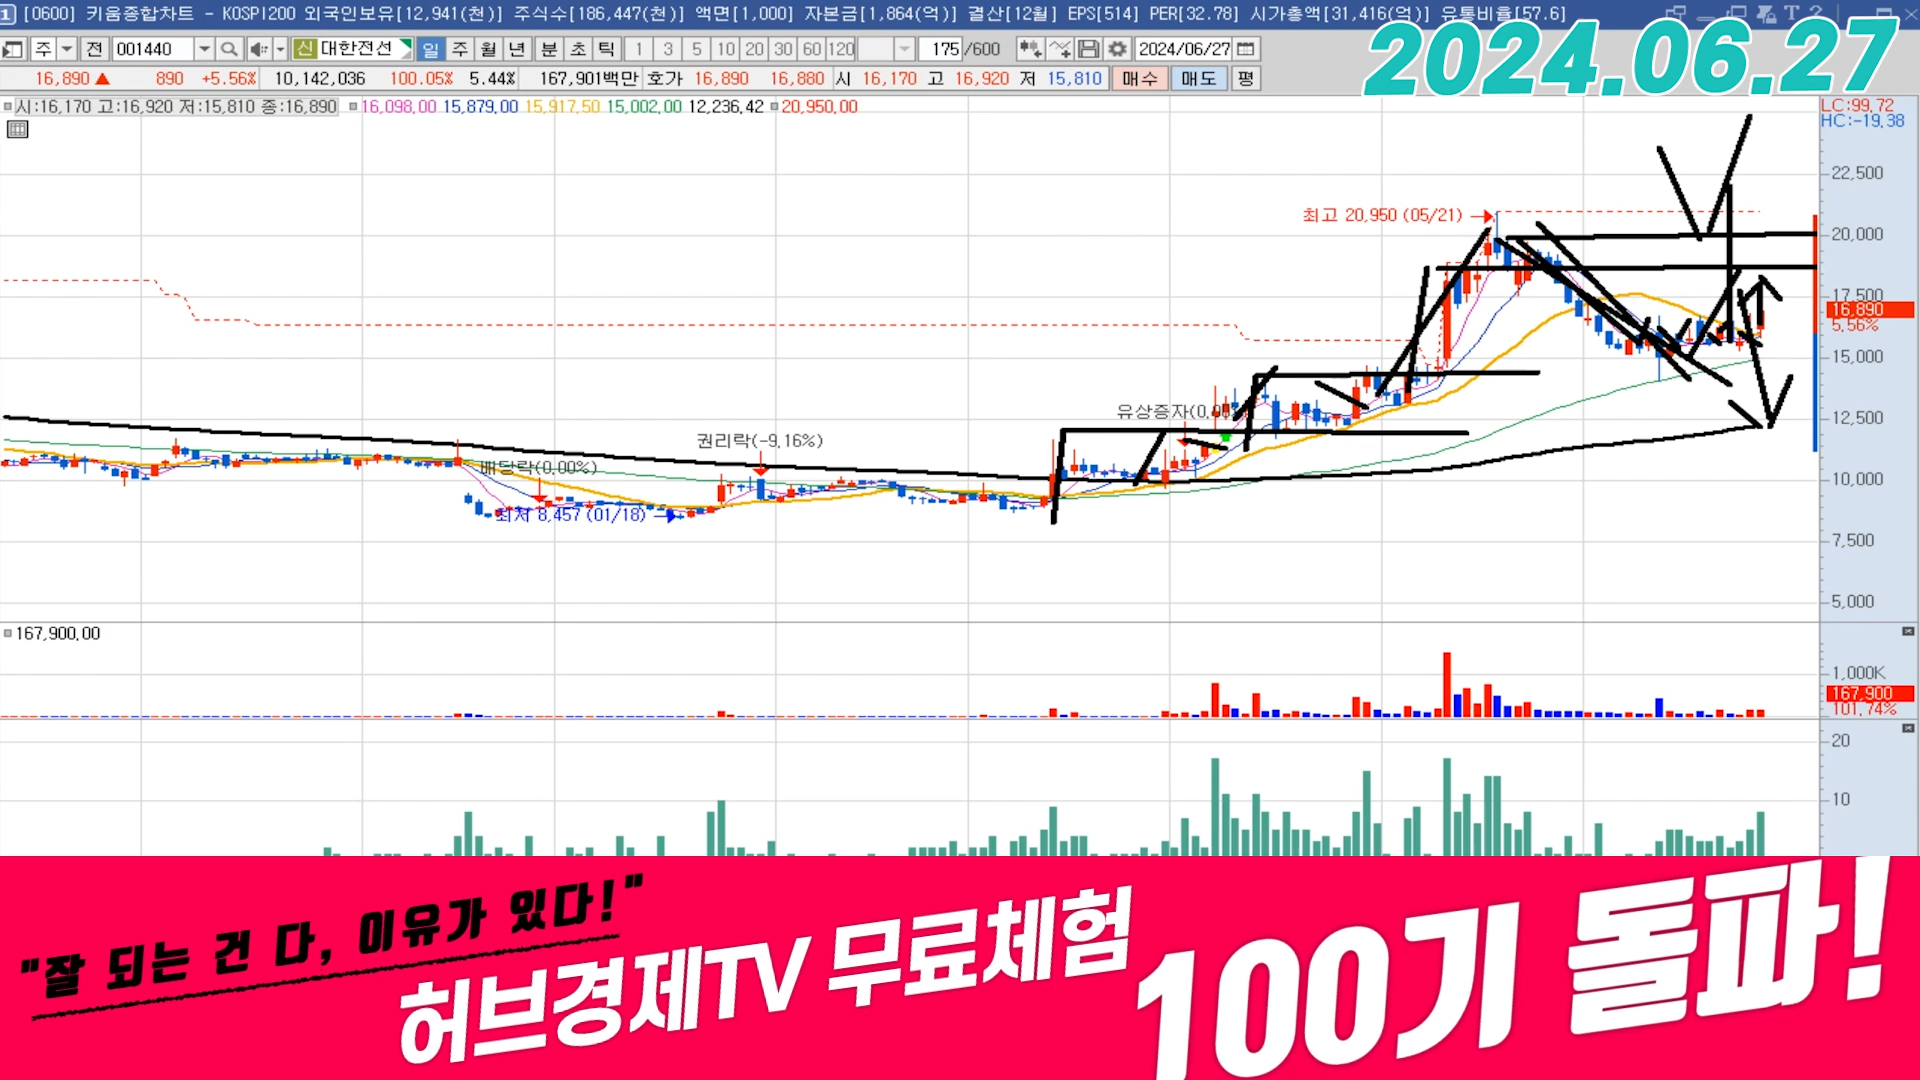 1 [0600] 키움종합차트 - KOSPI200 외국인보유[12,941(천)] 주식수[186,447(천)] 액면[1,000] 자본금[1,864(억)] 결산[12월] EPS[514] PER[32.78] 시가총액[31,416(억)] 유통비율[57.6]
주 전 001440 신 대한전선 일 주 월 년 분 초 틱 1 3 5 10 20 30 60 120 175 /600 2024/06/27
2024.06.27
16,890 ▲ 890 +5.56% 10,142,036 100.05% 5.44% 167,901백만 호가 16,890 16,880 시 16,170 고 16,920 저 15,810 매수 매도 평
시:16,170 고:16,920 저:15,810 종:16,890 16,098,00 15,879,00 15,917,50 15,002,00 12,236,42 20,950,00
LC:99,72
HC:-19,38
22,500
최고 20,950 (05/21)
20,000
17,500
16,890
5,56%
15,000
유상증자
12,500
권리락(-9,16%)
배당락(0,00%)
10,000
최저 8,457 (01/18)
7,500
5,000
167,900,00
1,000K
167,900
101,74%
20
10
"잘 되는 건 다, 이유가 있다!"
허브경제TV 무료체험
100기 돌파!